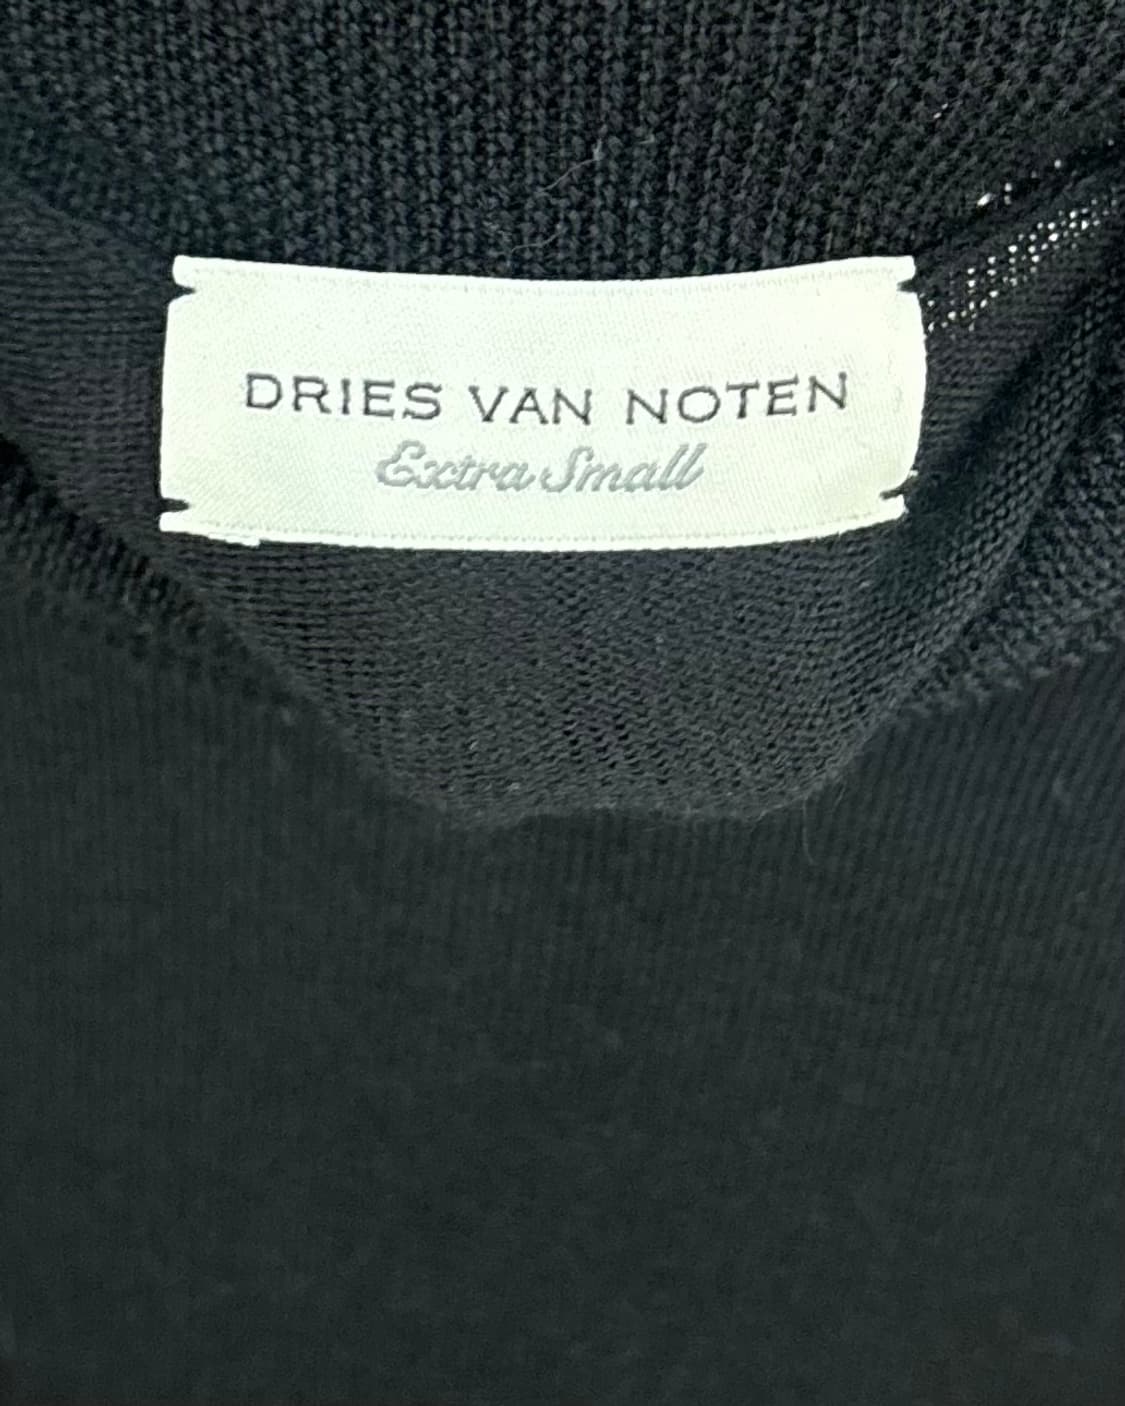 DRIES VAN NOTEN
Extra Small